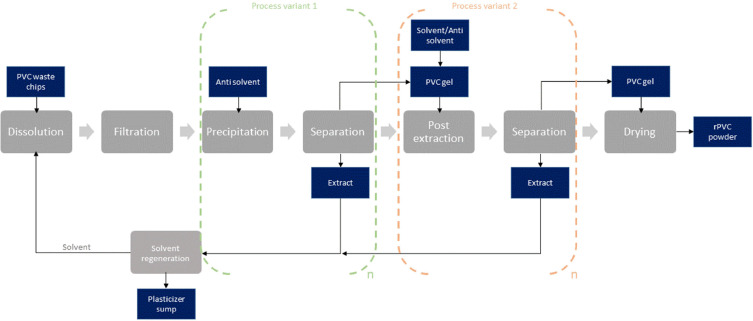 Process variant 1
Process variant 2
Solvent/Anti
solvent
PVC waste
chips
Anti solvent
PVC gel
PVC gel
Dissolution
Filtration
Precipitation
Separation
Post
extraction
Separation
Drying
rPVC
powder
Extract
Extract
Solvent
Solvent
regeneration
n
n
Plasticizer
sump